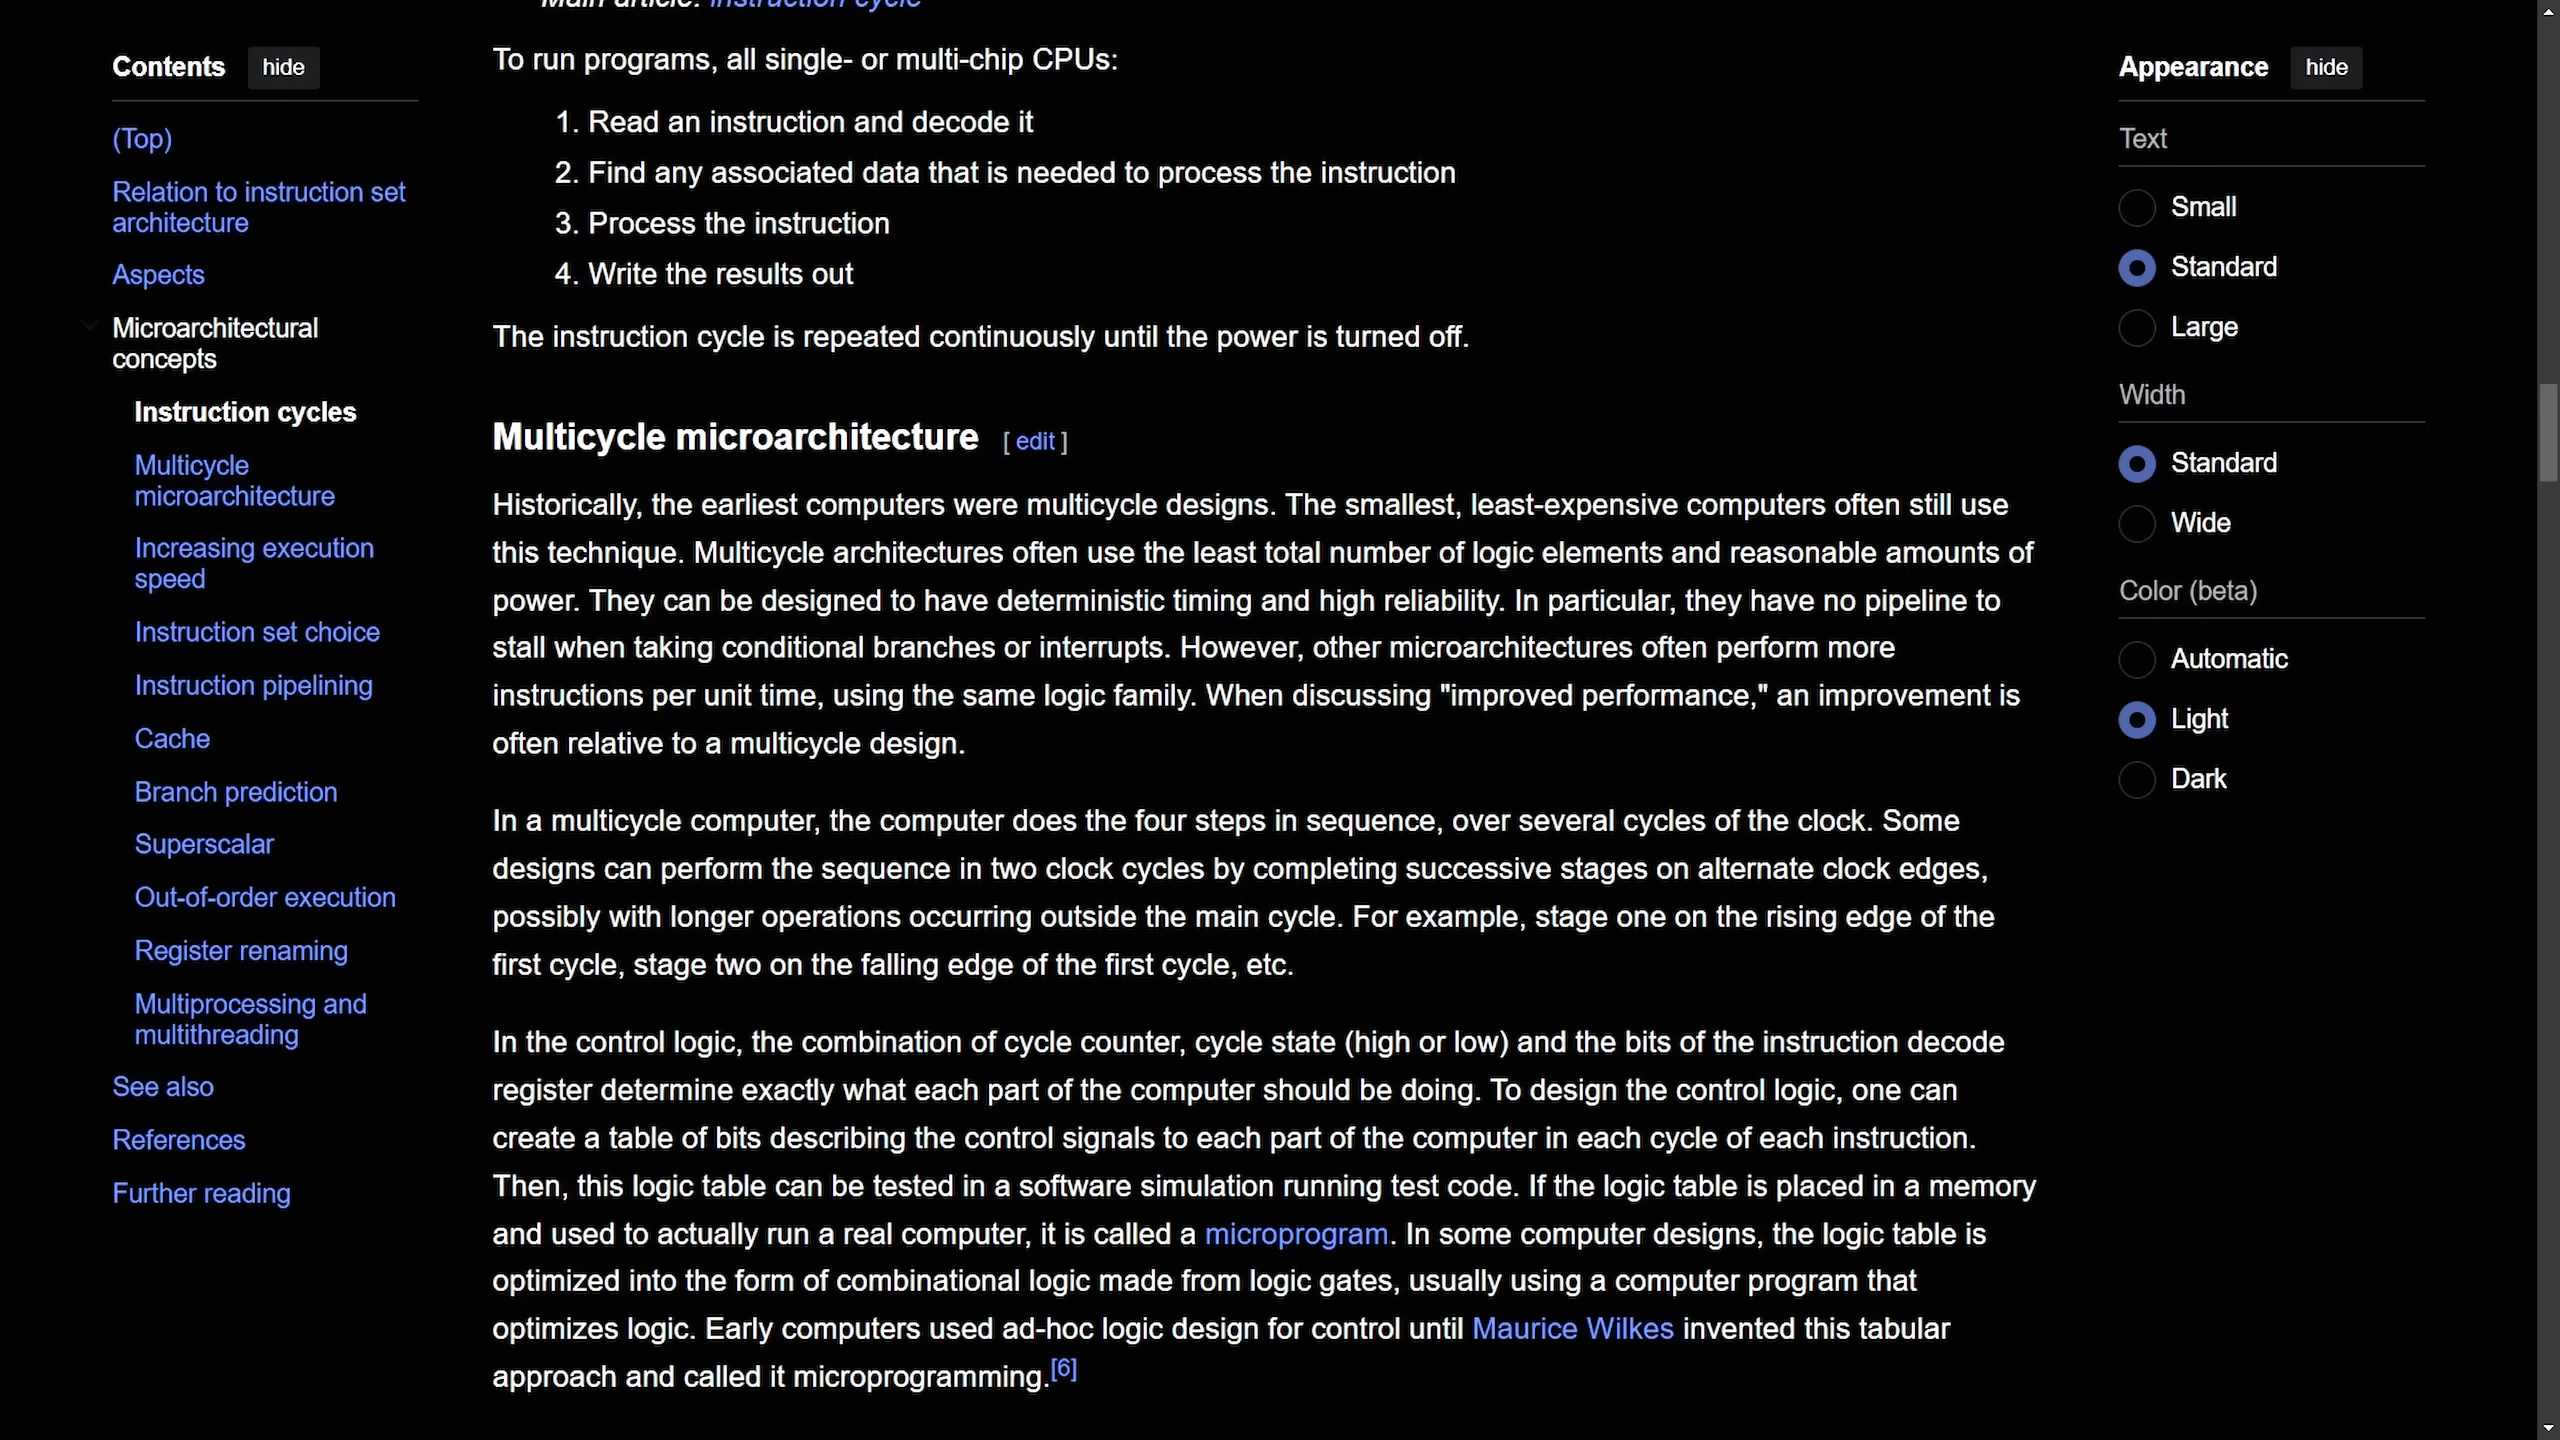 Main article: Instruction cycle
Contents hide
(Top)
Relation to instruction set
architecture
Aspects
Microarchitectural
concepts
Instruction cycles
Multicycle
microarchitecture
Increasing execution
speed
Instruction set choice
Instruction pipelining
Cache
Branch prediction
Superscalar
Out-of-order execution
Register renaming
Multiprocessing and
multithreading
See also
References
Further reading
To run programs, all single- or multi-chip CPUs:
1. Read an instruction and decode it
2. Find any associated data that is needed to process the instruction
3. Process the instruction
4. Write the results out
The instruction cycle is repeated continuously until the power is turned off.
Multicycle microarchitecture [ edit ]
Historically, the earliest computers were multicycle designs. The smallest, least-expensive computers often still use
this technique. Multicycle architectures often use the least total number of logic elements and reasonable amounts of
power. They can be designed to have deterministic timing and high reliability. In particular, they have no pipeline to
stall when taking conditional branches or interrupts. However, other microarchitectures often perform more
instructions per unit time, using the same logic family. When discussing "improved performance," an improvement is
often relative to a multicycle design.
In a multicycle computer, the computer does the four steps in sequence, over several cycles of the clock. Some
designs can perform the sequence in two clock cycles by completing successive stages on alternate clock edges,
possibly with longer operations occurring outside the main cycle. For example, stage one on the rising edge of the
first cycle, stage two on the falling edge of the first cycle, etc.
In the control logic, the combination of cycle counter, cycle state (high or low) and the bits of the instruction decode
register determine exactly what each part of the computer should be doing. To design the control logic, one can
create a table of bits describing the control signals to each part of the computer in each cycle of each instruction.
Then, this logic table can be tested in a software simulation running test code. If the logic table is placed in a memory
and used to actually run a real computer, it is called a microprogram. In some computer designs, the logic table is
optimized into the form of combinational logic made from logic gates, usually using a computer program that
optimizes logic. Early computers used ad-hoc logic design for control until Maurice Wilkes invented this tabular
approach and called it microprogramming.[6]
Appearance hide
Text
Small
Standard
Large
Width
Standard
Wide
Color (beta)
Automatic
Light
Dark